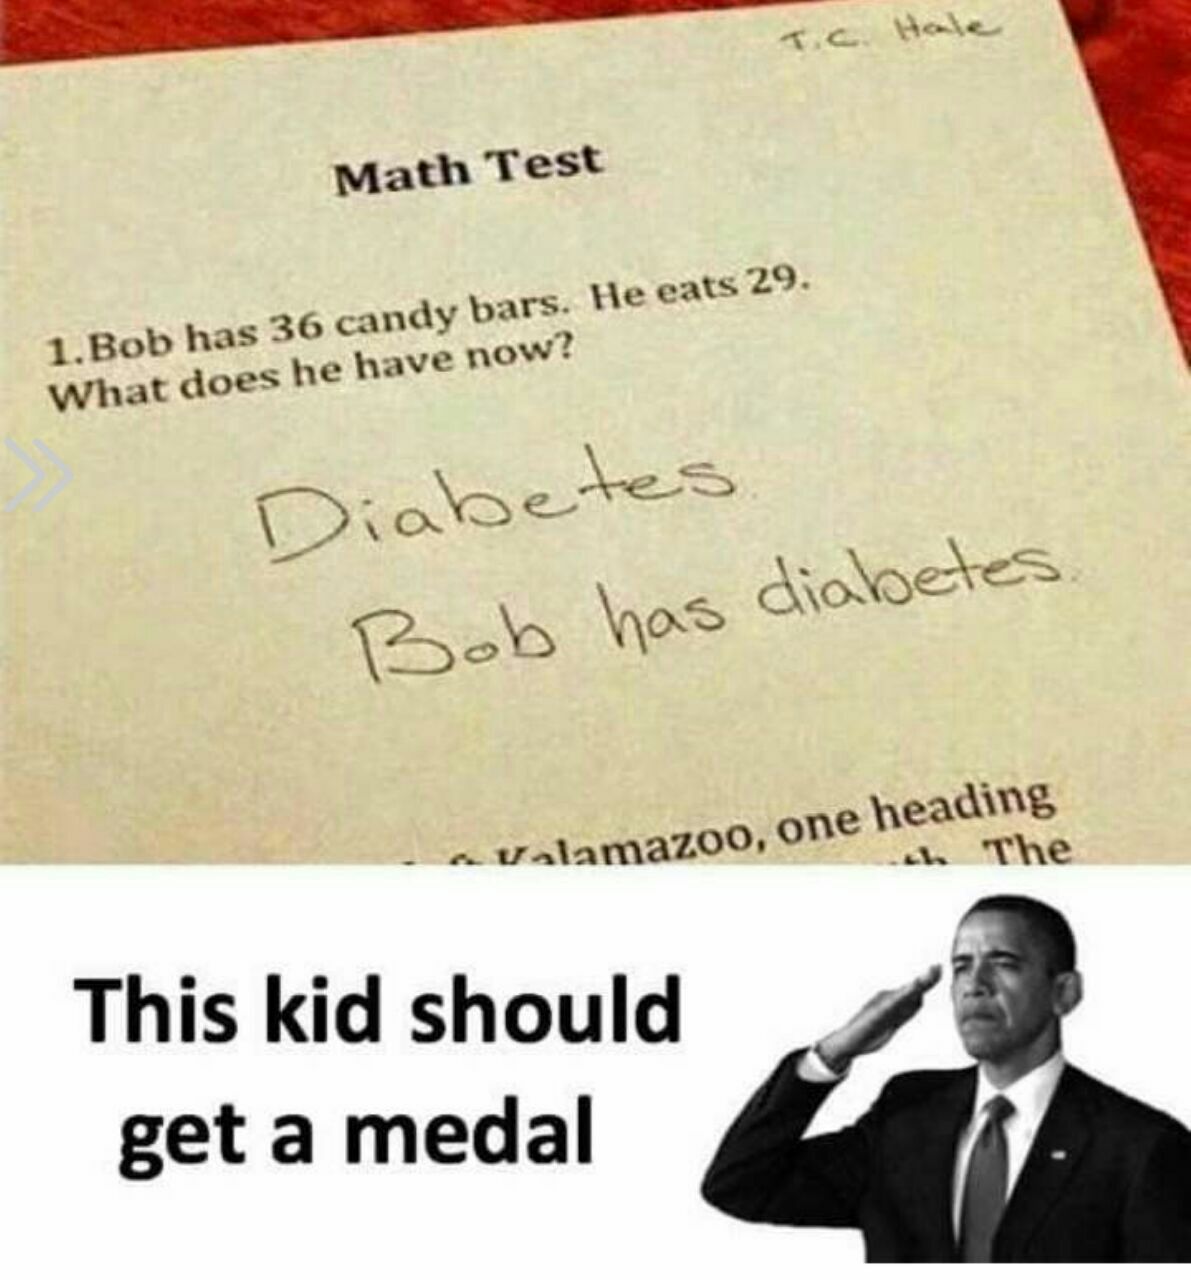 T.C. Hale
Math Test
1.Bob has 36 candy bars. He eats 29.
What does he have now?
Diabetes.
Bob has diabetes.
Kalamazoo, one heading
The
This kid should
get a medal